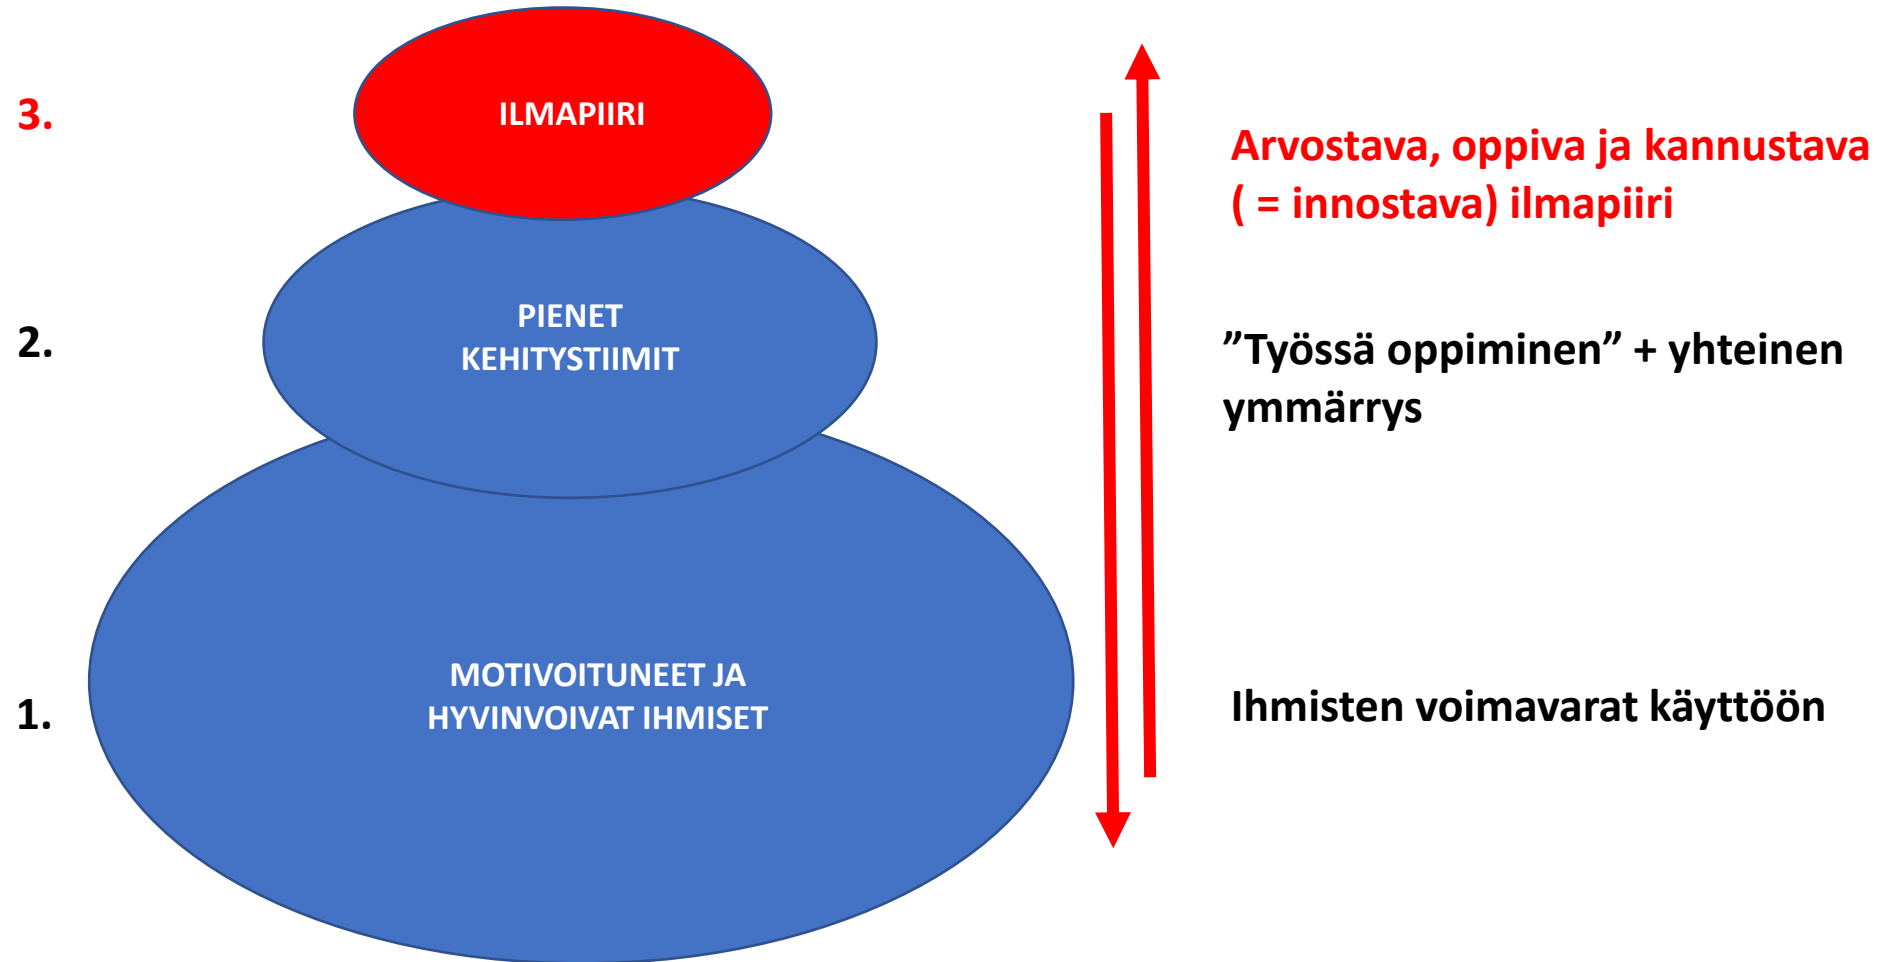 3.
ILMAPIIRI
Arvostava, oppiva ja kannustava
( = innostava) ilmapiiri
2.
PIENET
KEHITYSTIIMIT
”Työssä oppiminen” + yhteinen
ymmärrys
1.
MOTIVOITUNEET JA
HYVINVOIVAT IHMISET
Ihmisten voimavarat käyttöön